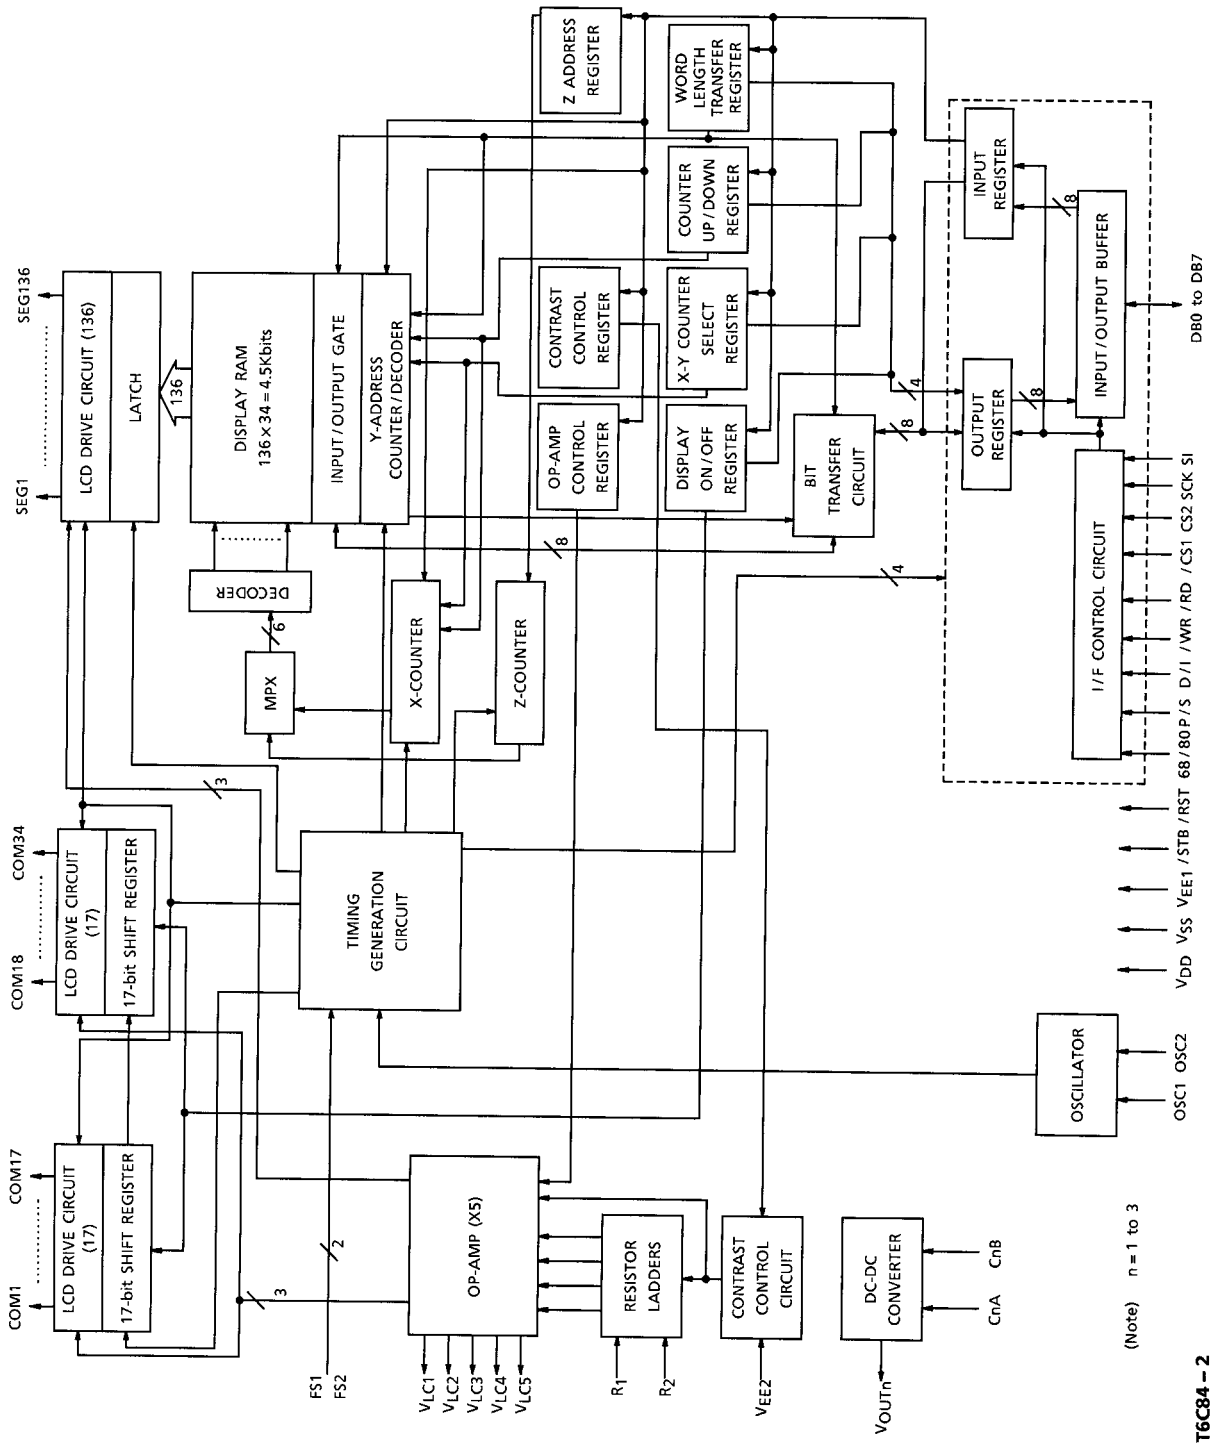 COM1 ............ COM17
COM18 ............ COM34
SEG1 .................... SEG136
LCD DRIVE CIRCUIT
(17)
17-bit SHIFT REGISTER
LCD DRIVE CIRCUIT
(17)
17-bit SHIFT REGISTER
LCD DRIVE CIRCUIT (136)
LATCH
3
136
MPX
6
DECODER
DISPLAY RAM
136×34=4.5Kbits
INPUT/OUTPUT GATE
Y-ADDRESS
COUNTER/DECODER
3
2
FS1
FS2
TIMING
GENERATION
CIRCUIT
X-COUNTER
Z-COUNTER
8
Z ADDRESS
REGISTER
OP-AMP (X5)
VLC1
VLC2
VLC3
VLC4
VLC5
OP-AMP
CONTROL
REGISTER
CONTRAST
CONTROL
REGISTER
RESISTOR
LADDERS
R1
R2
DISPLAY
ON/OFF
REGISTER
X-Y COUNTER
SELECT
REGISTER
COUNTER
UP/DOWN
REGISTER
WORD
LENGTH
TRANSFER
REGISTER
CONTRAST
CONTROL
CIRCUIT
VEE2
BIT
TRANSFER
CIRCUIT
DC-DC
CONVERTER
VOUTn
CnA CnB
4
8
4
OUTPUT
REGISTER
INPUT
REGISTER
8
8
OSCILLATOR
I/F CONTROL CIRCUIT
INPUT/OUTPUT BUFFER
OSC1 OSC2
VDD VSS VEE1 /STB /RST 68/80 P/S D/I /WR /RD /CS1 CS2 SCK SI
DB0 to DB7
(Note) n=1 to 3
T6C84–2